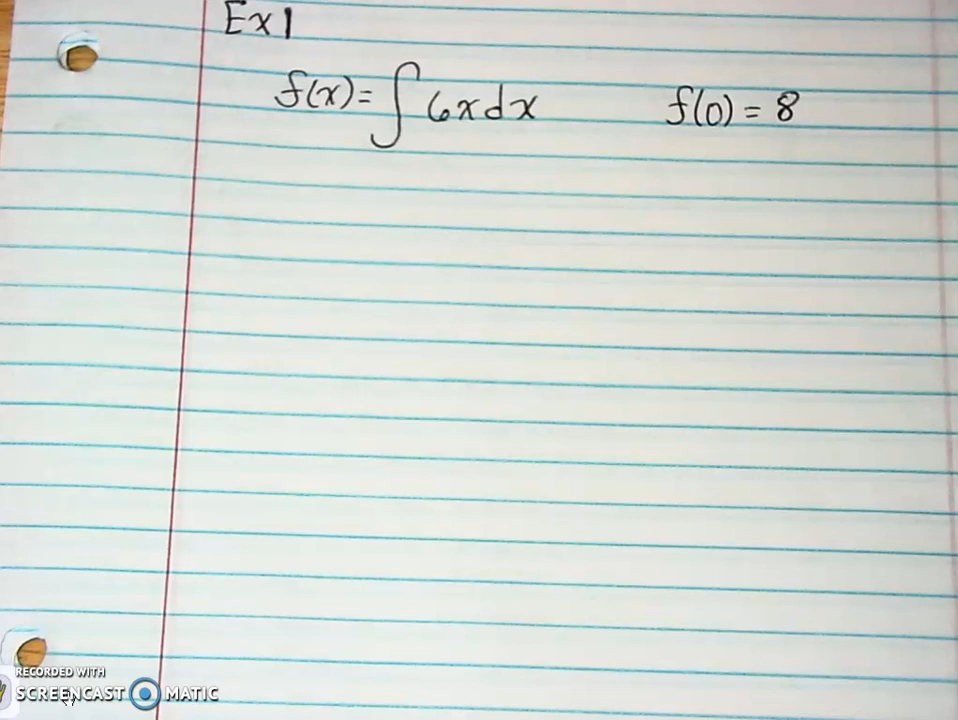 Ex 1
f(x) = ∫ 6x dx f(0) = 8
RECORDED WITH
SCREENCAST MATIC